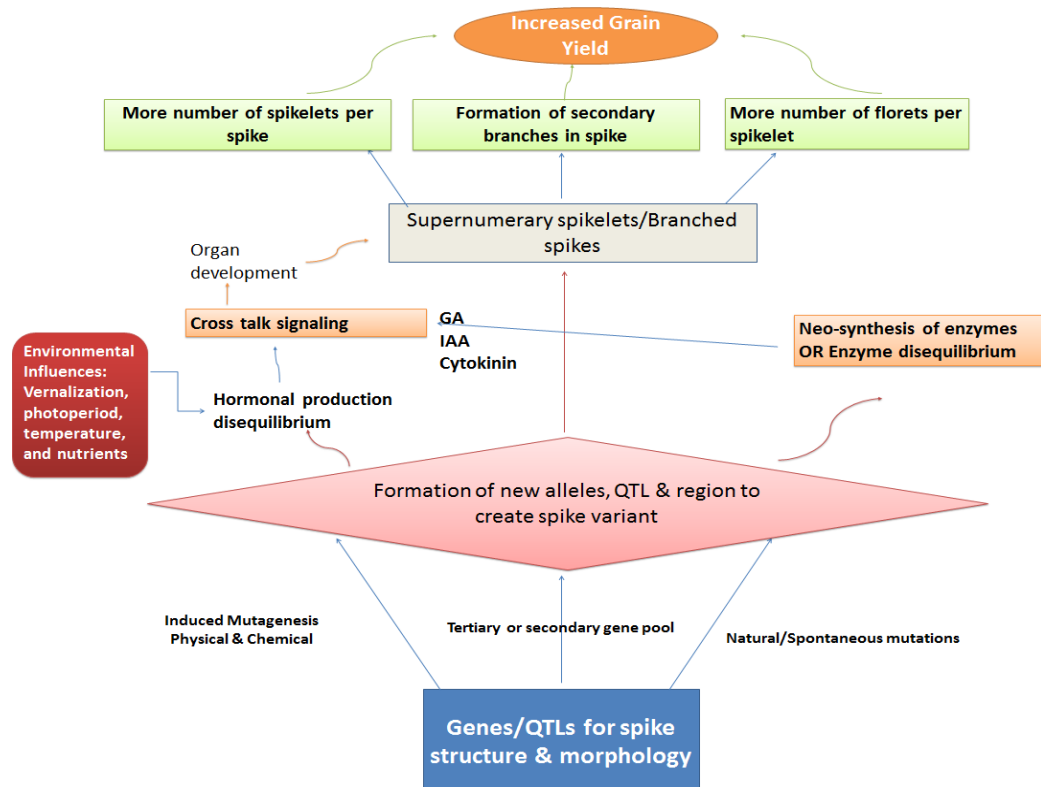 Increased Grain
Yield
More number of spikelets per
spike
Formation of secondary
branches in spike
More number of florets per
spikelet
Supernumerary spikelets/Branched
spikes
Organ
development
Cross talk signaling
GA
IAA
Cytokinin
Neo-synthesis of enzymes
OR Enzyme disequilibrium
Environmental
Influences:
Vernalization,
photoperiod,
temperature,
and nutrients
Hormonal production
disequilibrium
Formation of new alleles, QTL & region to
create spike variant
Induced Mutagenesis
Physical & Chemical
Tertiary or secondary gene pool
Natural/Spontaneous mutations
Genes/QTLs for spike
structure & morphology